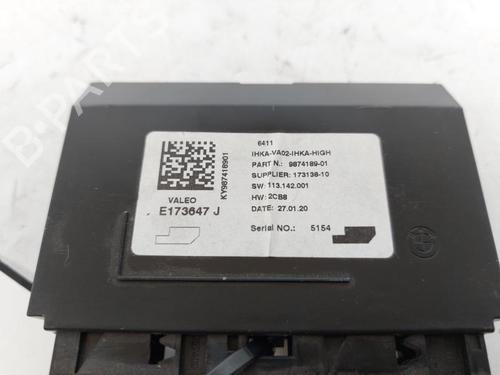 6411
IHKA-VA02-IHKA-HIGH
PART N.: 9874189-01
SUPPLIER: 173138-10
SW: 113.142.001
HW: 2CB8
DATE: 27.01.20
Serial NO.: 5154
KY987418901
VALEO
E173647 J